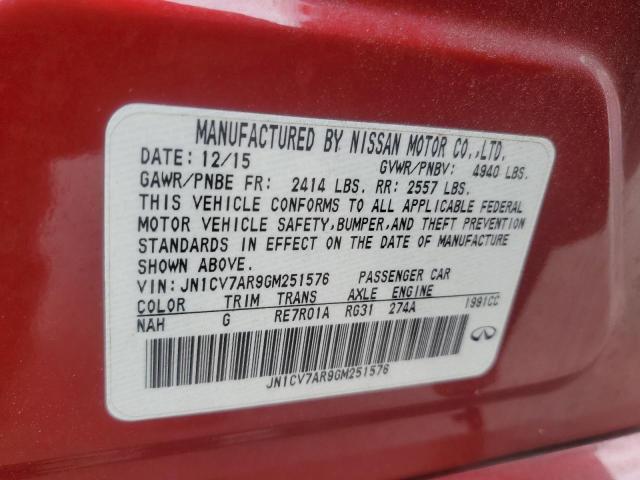 MANUFACTURED BY NISSAN MOTOR CO.,LTD.
DATE: 12/15 GVWR/PNBV: 4940 LBS.
GAWR/PNBE FR: 2414 LBS. RR: 2557 LBS.
THIS VEHICLE CONFORMS TO ALL APPLICABLE FEDERAL
MOTOR VEHICLE SAFETY,BUMPER,AND THEFT PREVENTION
STANDARDS IN EFFECT ON THE DATE OF MANUFACTURE
SHOWN ABOVE.
VIN: JN1CV7AR9GM251576 PASSENGER CAR
COLOR TRIM TRANS AXLE ENGINE
NAH G RE7R01A RG31 274A 1991CC
JN1CV7AR9GM251576